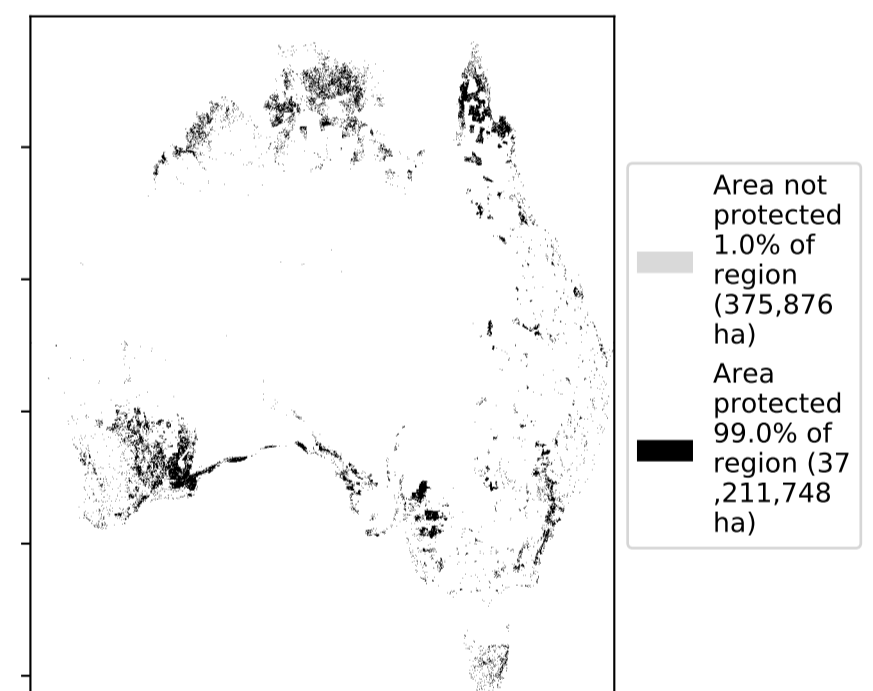 Area not
protected
1.0% of
region
(375,876
ha)
Area
protected
99.0% of
region (37
,211,748
ha)